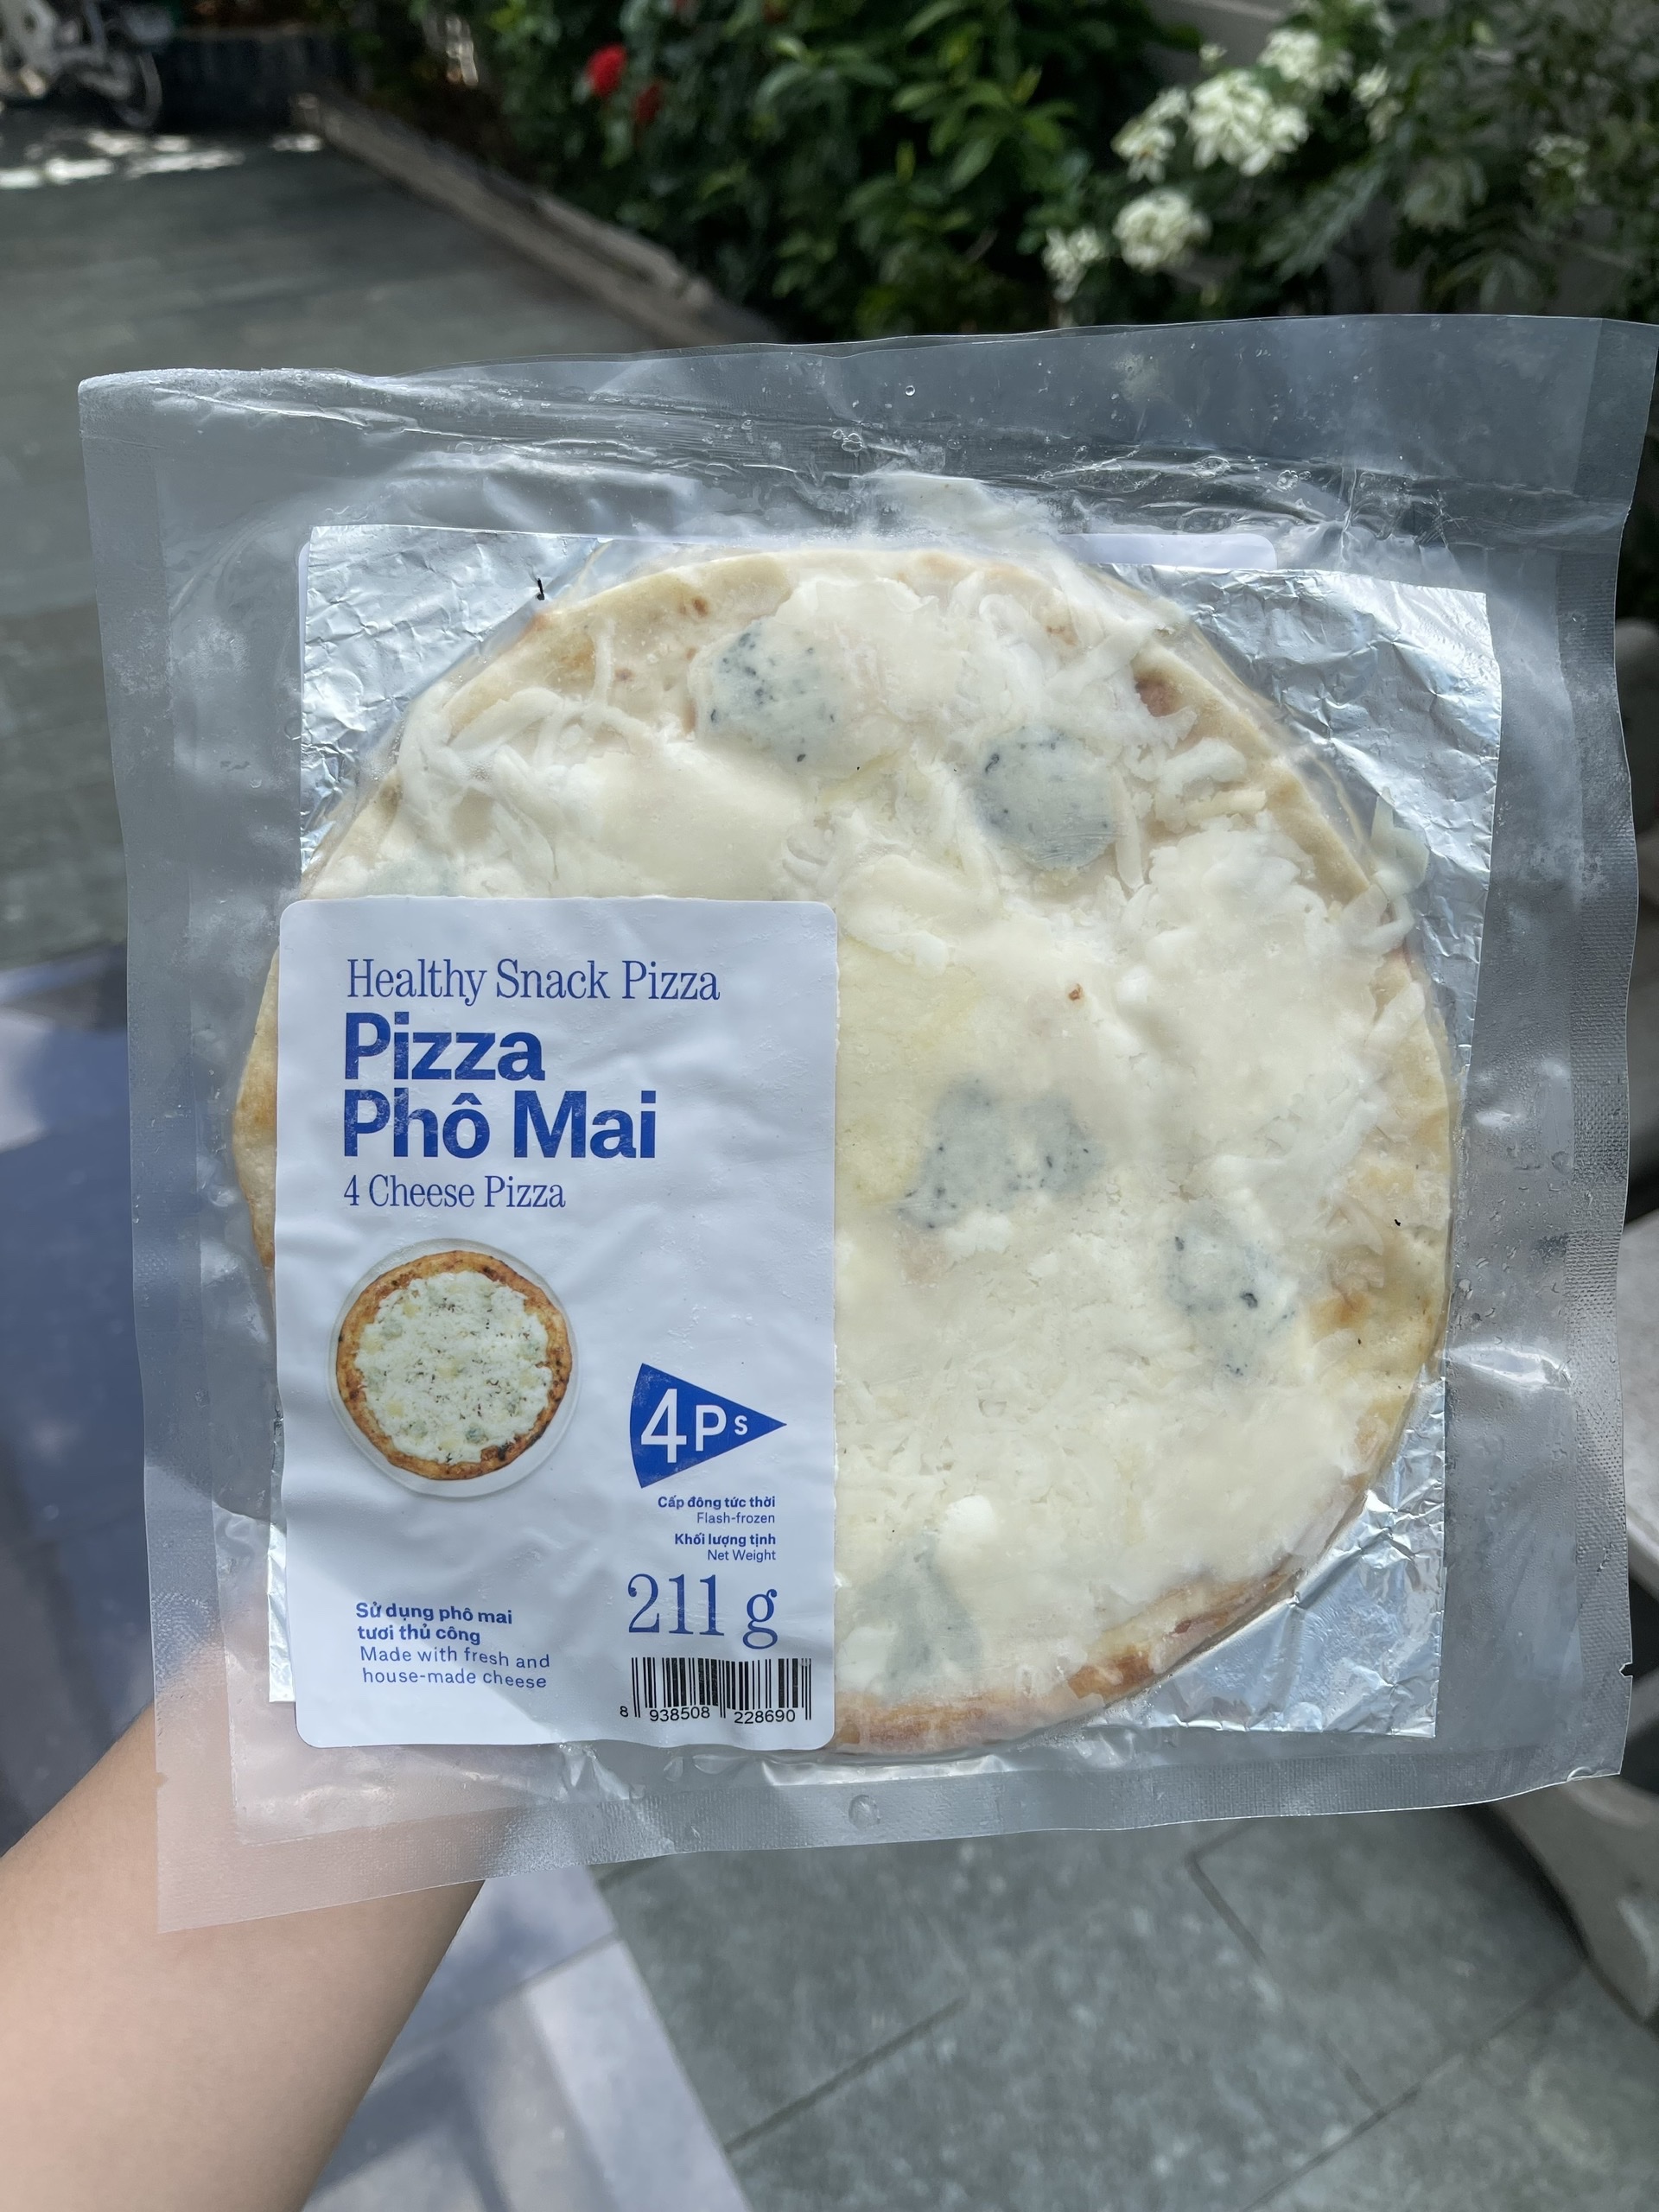 Healthy Snack Pizza
Pizza
Phô Mai
4 Cheese Pizza
4Ps
Cấp đông tức thời
Flash-frozen
Khối lượng tịnh
Net Weight
211 g
Sử dụng phô mai
tươi thủ công
Made with fresh and
house-made cheese
8 938508 228690